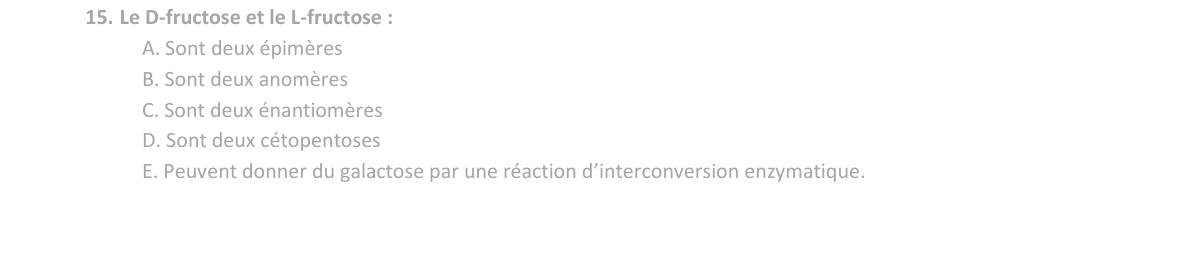 15. Le D-fructose et le L-fructose :
A. Sont deux épimères
B. Sont deux anomères
C. Sont deux énantiomères
D. Sont deux cétopentoses
E. Peuvent donner du galactose par une réaction d’interconversion enzymatique.